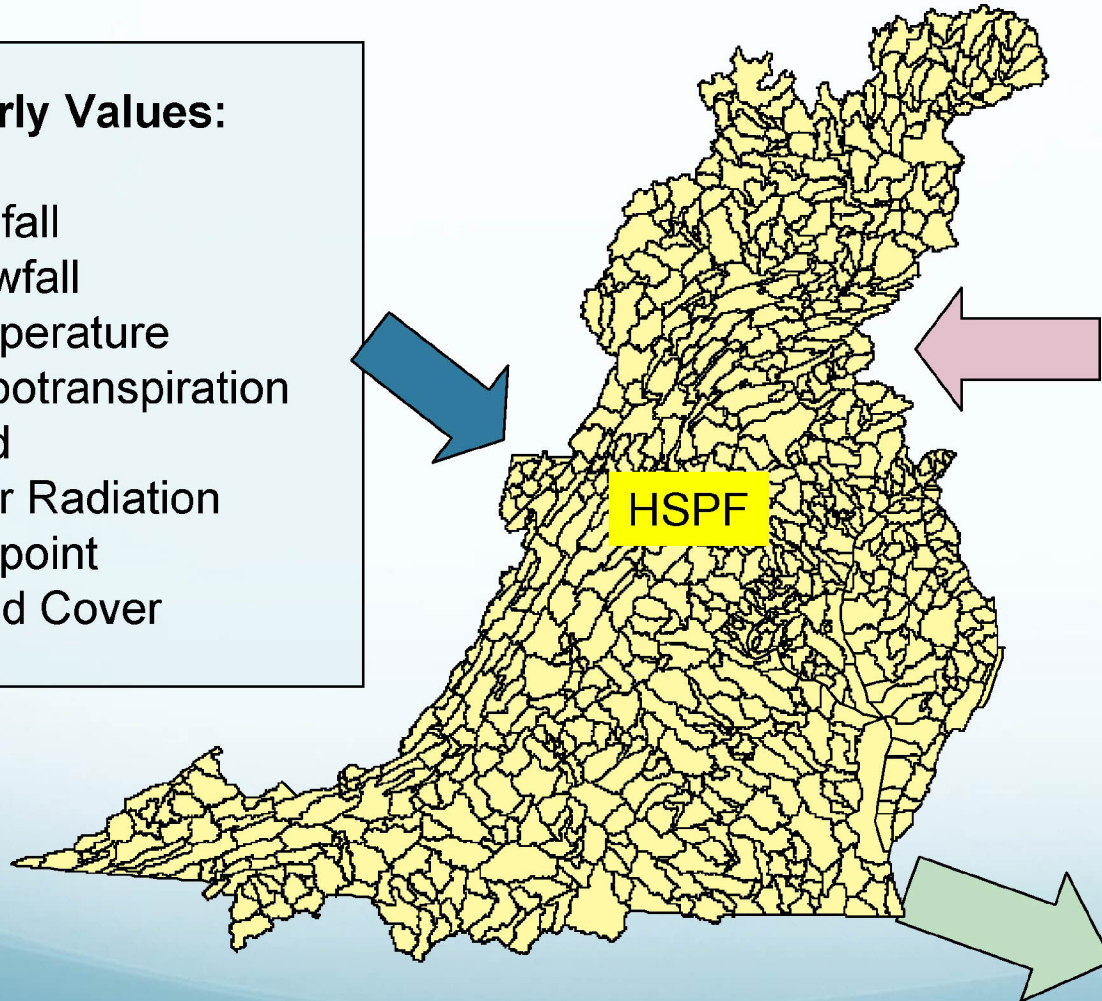 rly Values:
fall
wfall
perature
potranspiration
d
r Radiation
point
d Cover
HSPF